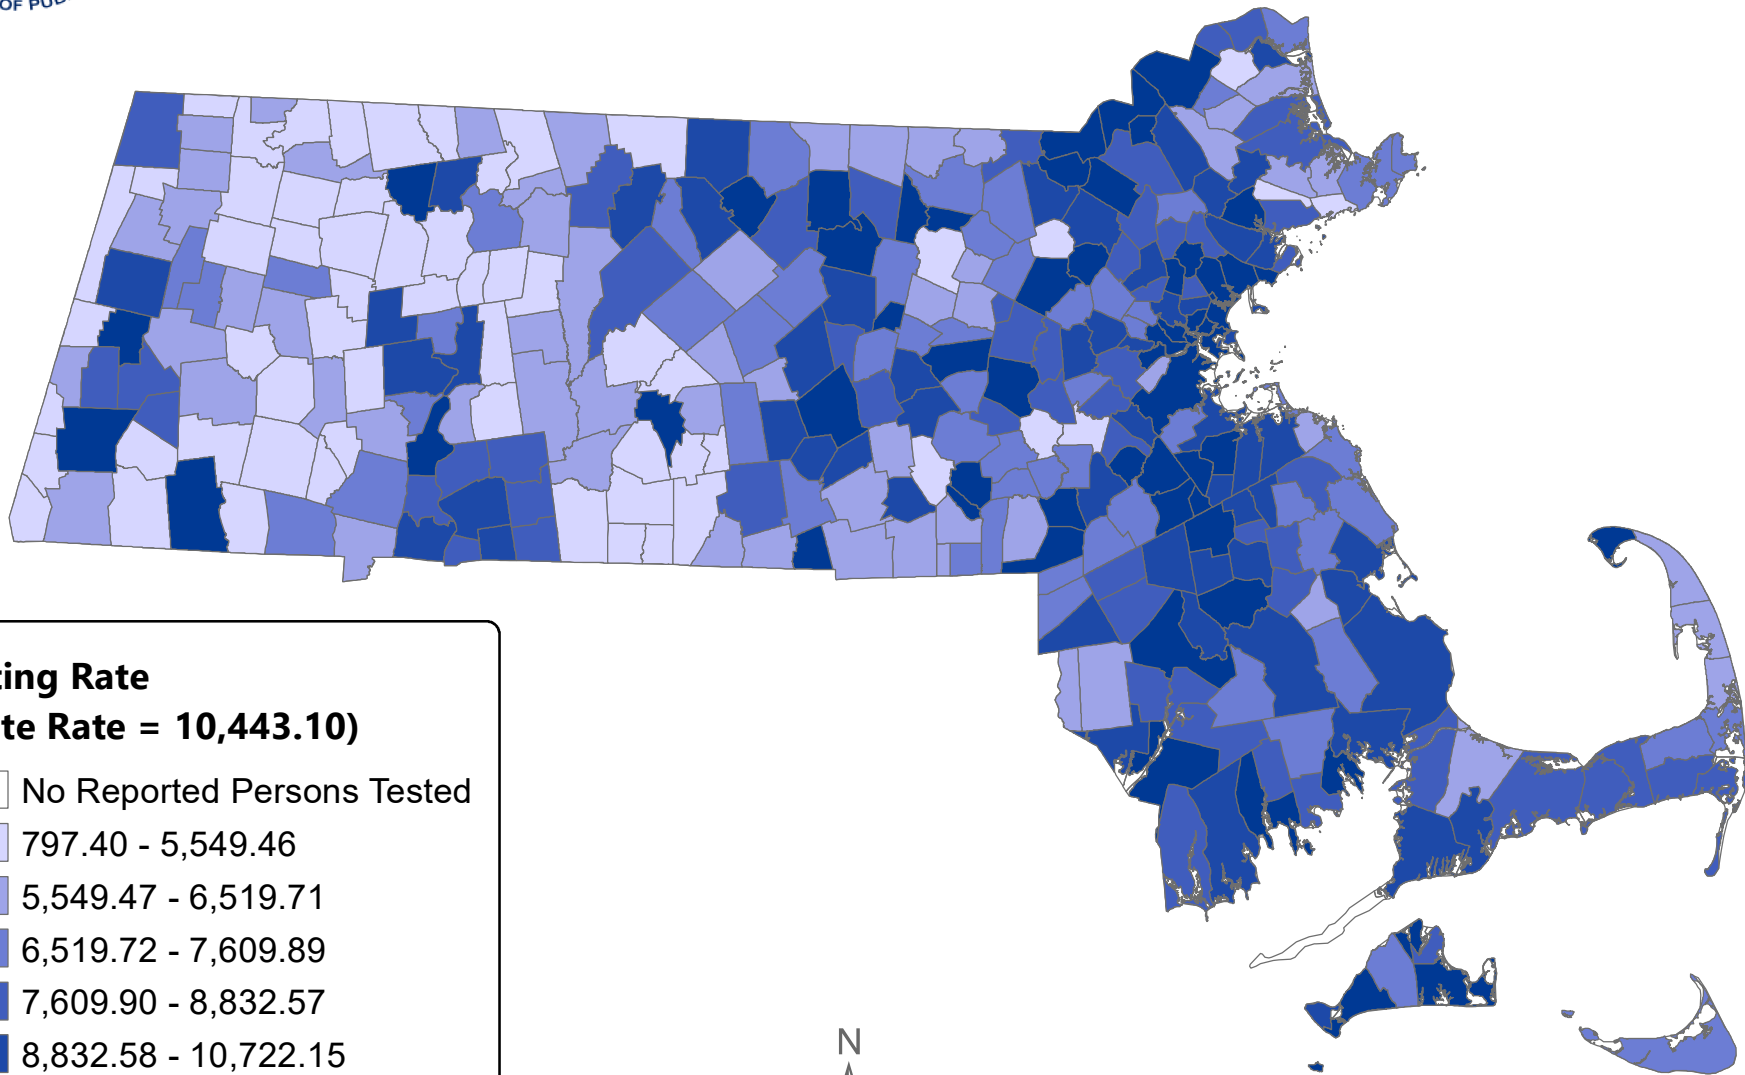 OF PU
ting Rate
te Rate = 10,443.10)
No Reported Persons Tested
797.40 - 5,549.46
5,549.47 - 6,519.71
6,519.72 - 7,609.89
7,609.90 - 8,832.57
8,832.58 - 10,722.15
N